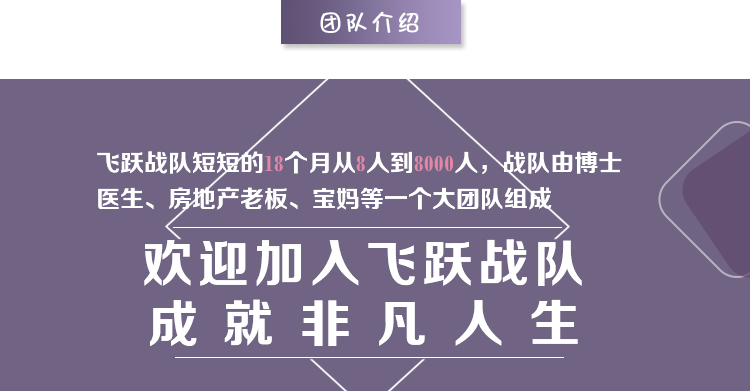 团队介绍
飞跃战队短短的18个月从8人到8000人，战队由博士
医生、房地产老板、宝妈等一个大团队组成
欢迎加入飞跃战队
成就非凡人生